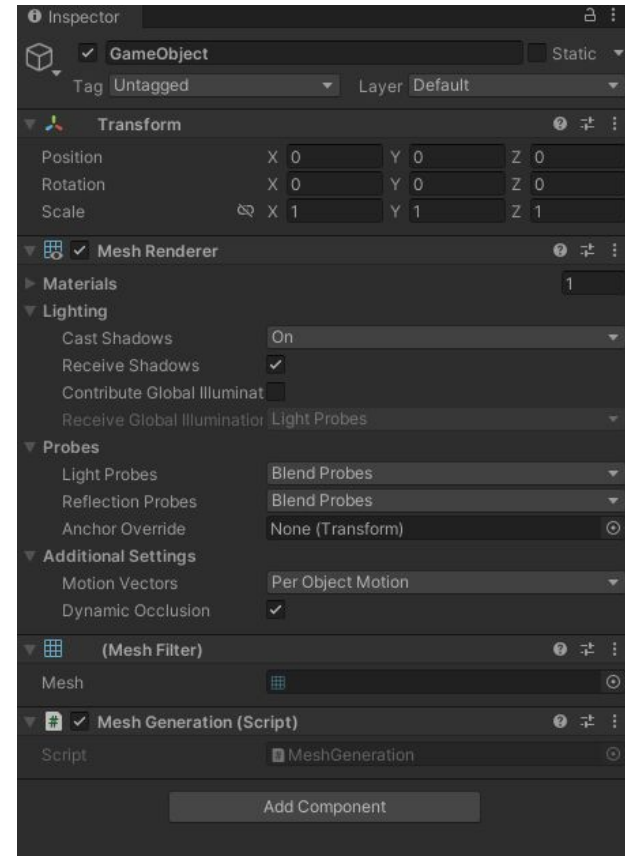 Inspector
GameObject Static
Tag Untagged Layer Default
Transform
Position X 0 Y 0 Z 0
Rotation X 0 Y 0 Z 0
Scale X 1 Y 1 Z 1
Mesh Renderer
Materials 1
Lighting
Cast Shadows On
Receive Shadows
Contribute Global Illuminat
Receive Global Illumination Light Probes
Probes
Light Probes Blend Probes
Reflection Probes Blend Probes
Anchor Override None (Transform)
Additional Settings
Motion Vectors Per Object Motion
Dynamic Occlusion
(Mesh Filter)
Mesh
# Mesh Generation (Script)
Script MeshGeneration
Add Component